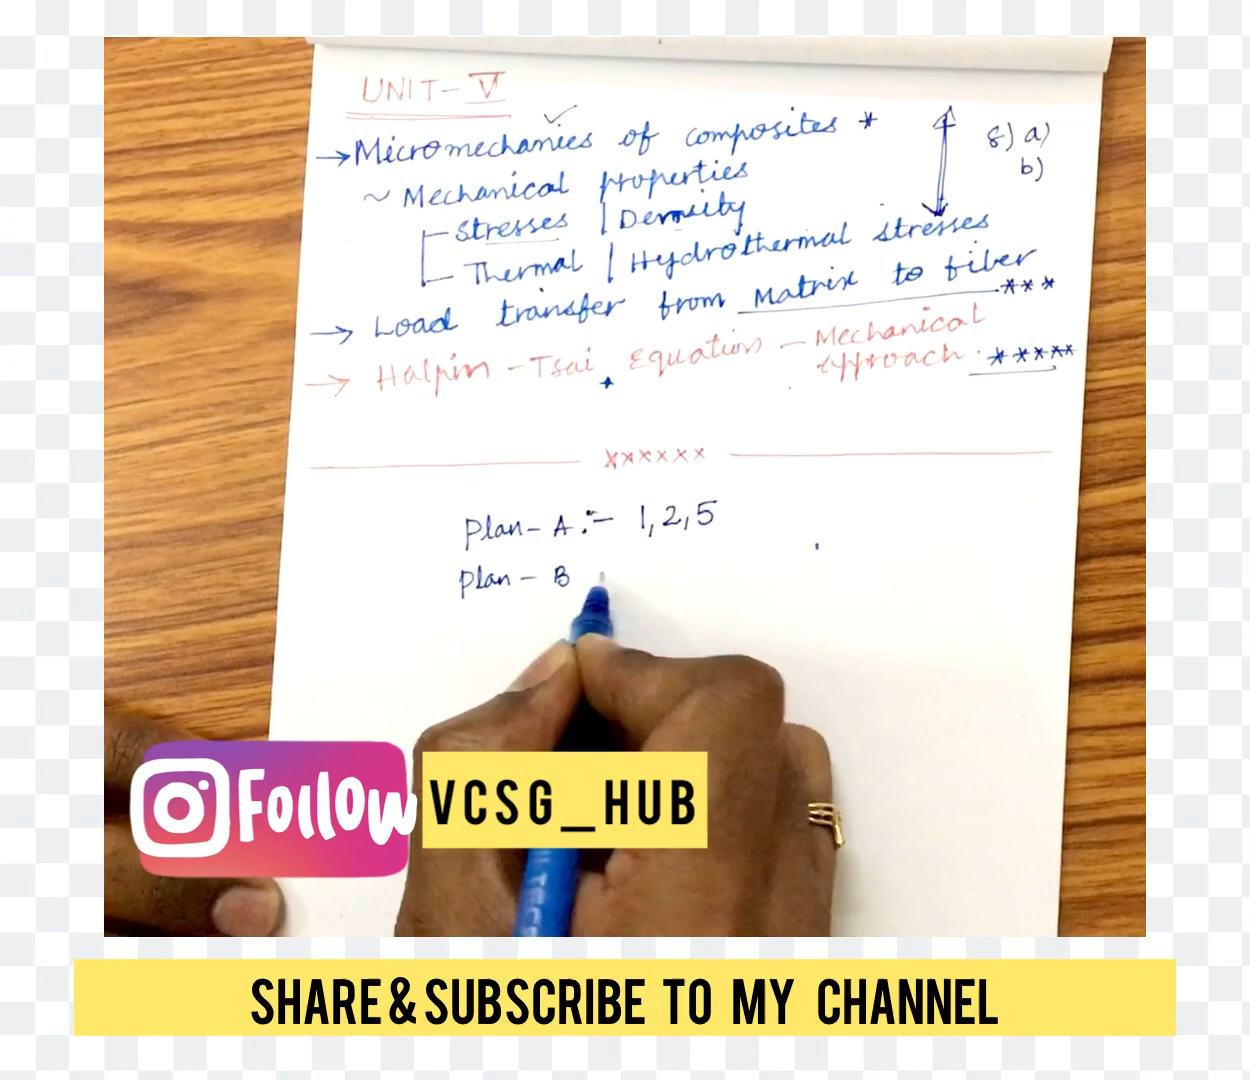 UNIT - V
→ Micromechanics of composites *
8) a)
b)
~ Mechanical properties
Stresses | Density
Thermal | Hydrothermal stresses
→ Load transfer from Matrix to fiber ***
→ Halpin - Tsai Equation - Mechanical
Approach. *****
xxxxxx
Plan - A :- 1, 2, 5
Plan - B
Follow
VCSG_HUB
SHARE & SUBSCRIBE TO MY CHANNEL